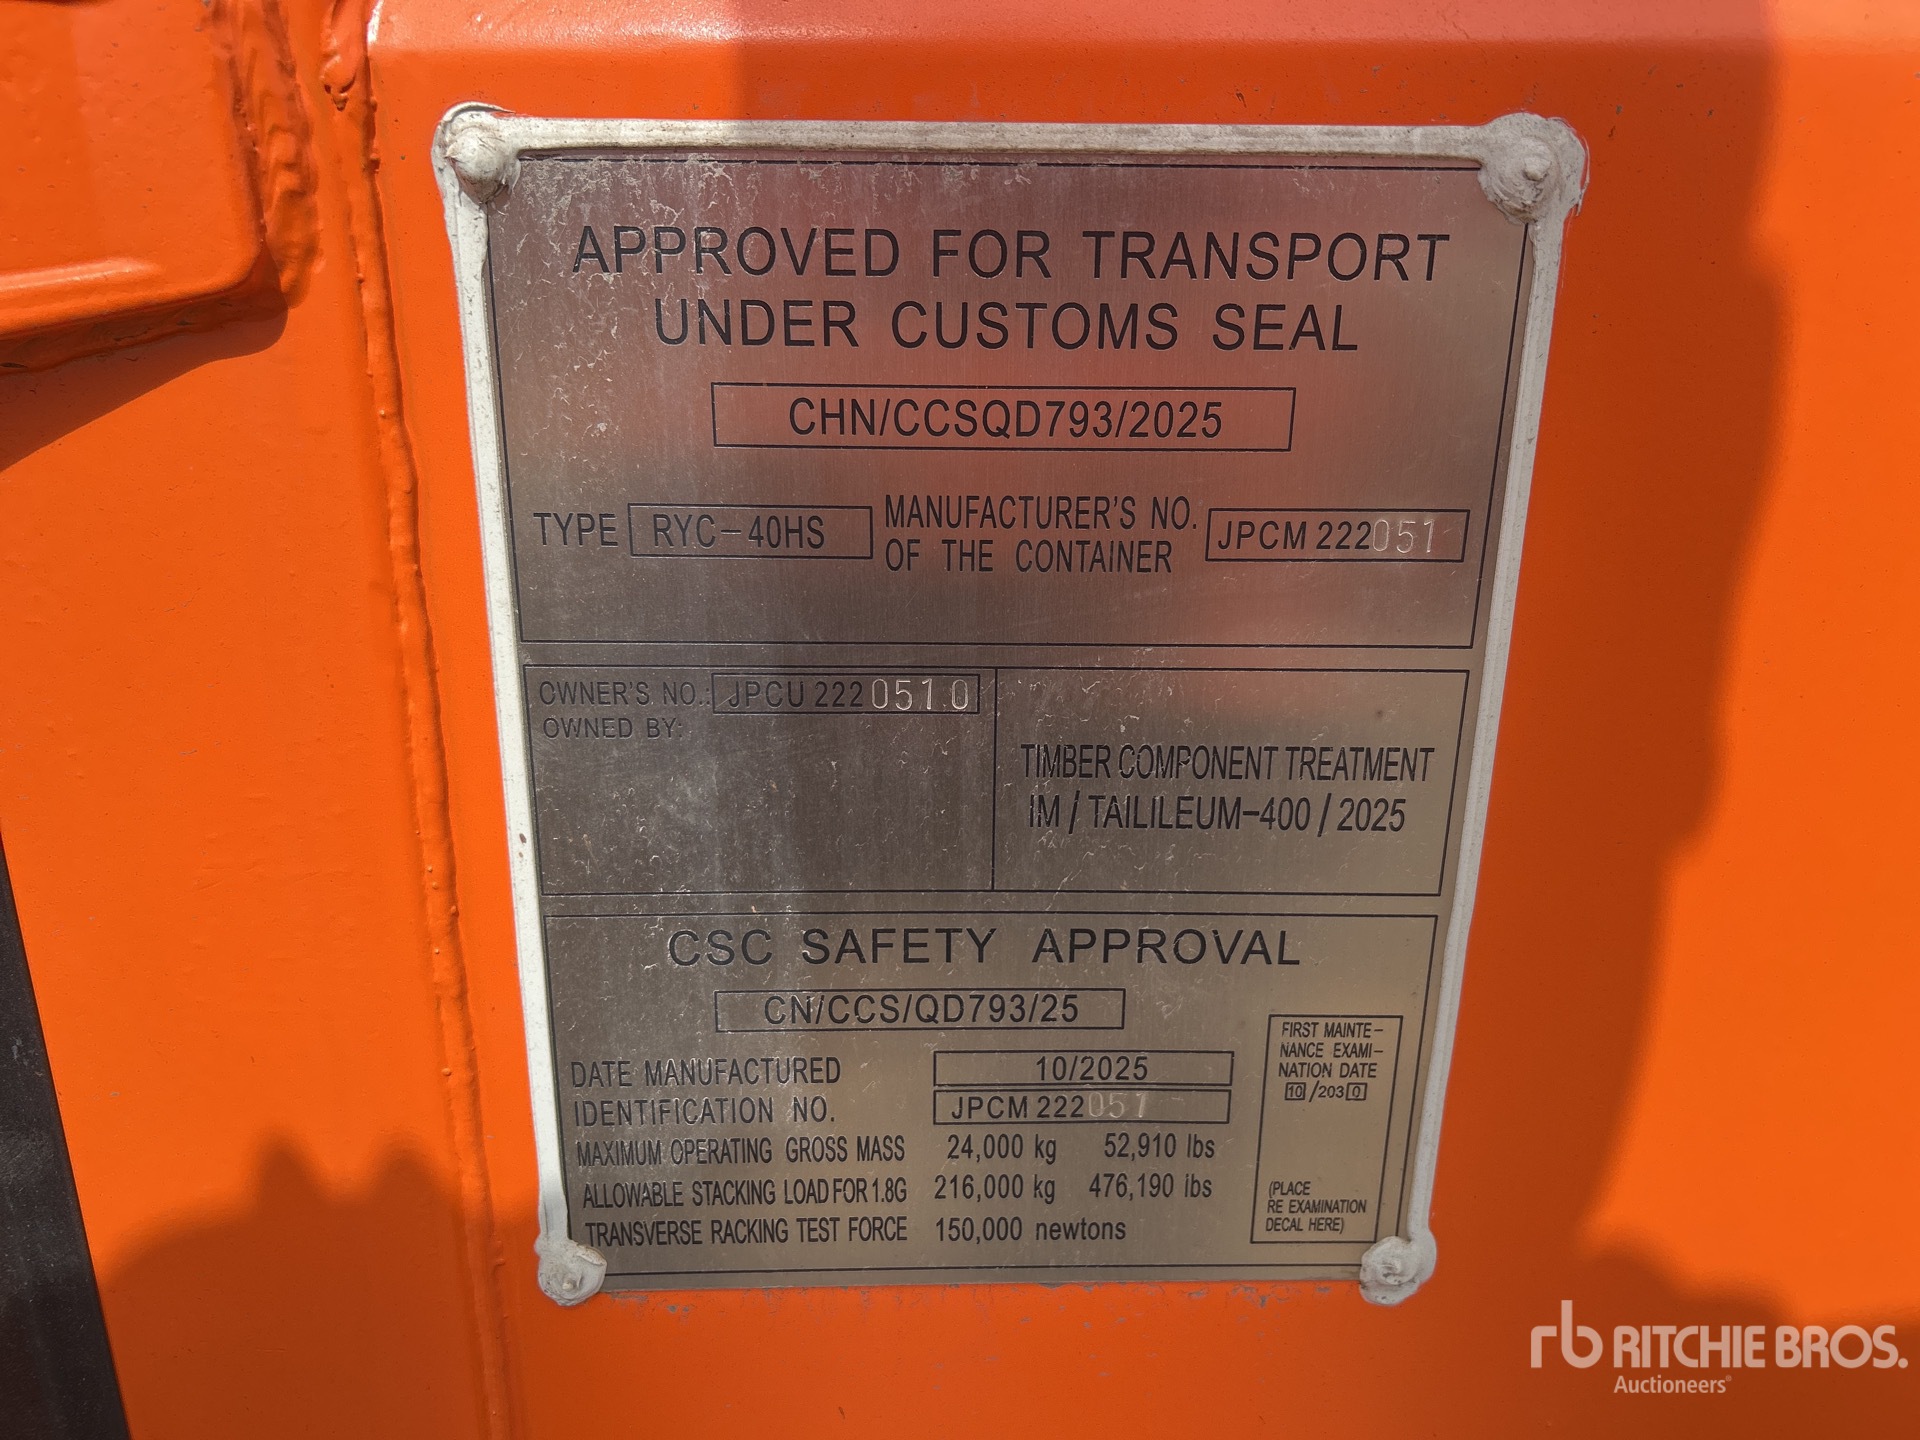 APPROVED FOR TRANSPORT
UNDER CUSTOMS SEAL
CHN/CCSQD793/2025
TYPE RYC-40HS MANUFACTURER'S NO. OF THE CONTAINER JPCM 222051
OWNER'S NO.: JPCU 222 051 0
OWNED BY:
TIMBER COMPONENT TREATMENT
IM / TAILILEUM-400 / 2025
CSC SAFETY APPROVAL
CN/CCS/QD793/25
DATE MANUFACTURED 10/2025
IDENTIFICATION NO. JPCM 222051
MAXIMUM OPERATING GROSS MASS 24,000 kg 52,910 lbs
ALLOWABLE STACKING LOAD FOR 1.8G 216,000 kg 476,190 lbs
TRANSVERSE RACKING TEST FORCE 150,000 newtons
FIRST MAINTE-
NANCE EXAMI-
NATION DATE
10/2030
(PLACE
RE EXAMINATION
DECAL HERE)
rb RITCHIE BROS.
Auctioneers®